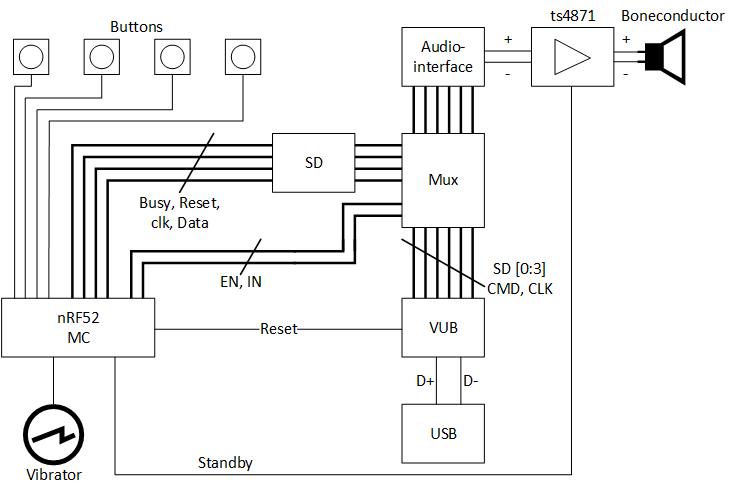 Buttons
ts4871
Boneconductor
Audio-
interface
+
-
+
-
SD
Mux
Busy, Reset,
clk, Data
EN, IN
SD [0:3]
CMD, CLK
nRF52
MC
Reset
VUB
D+
D-
USB
Standby
Vibrator